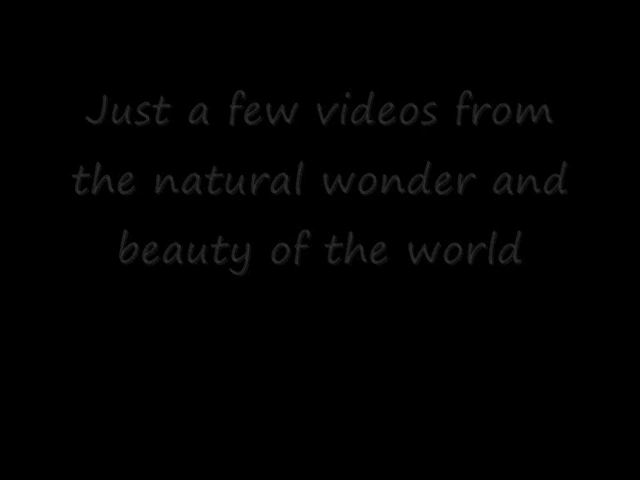 Just a few videos from
the natural wonder and
beauty of the world